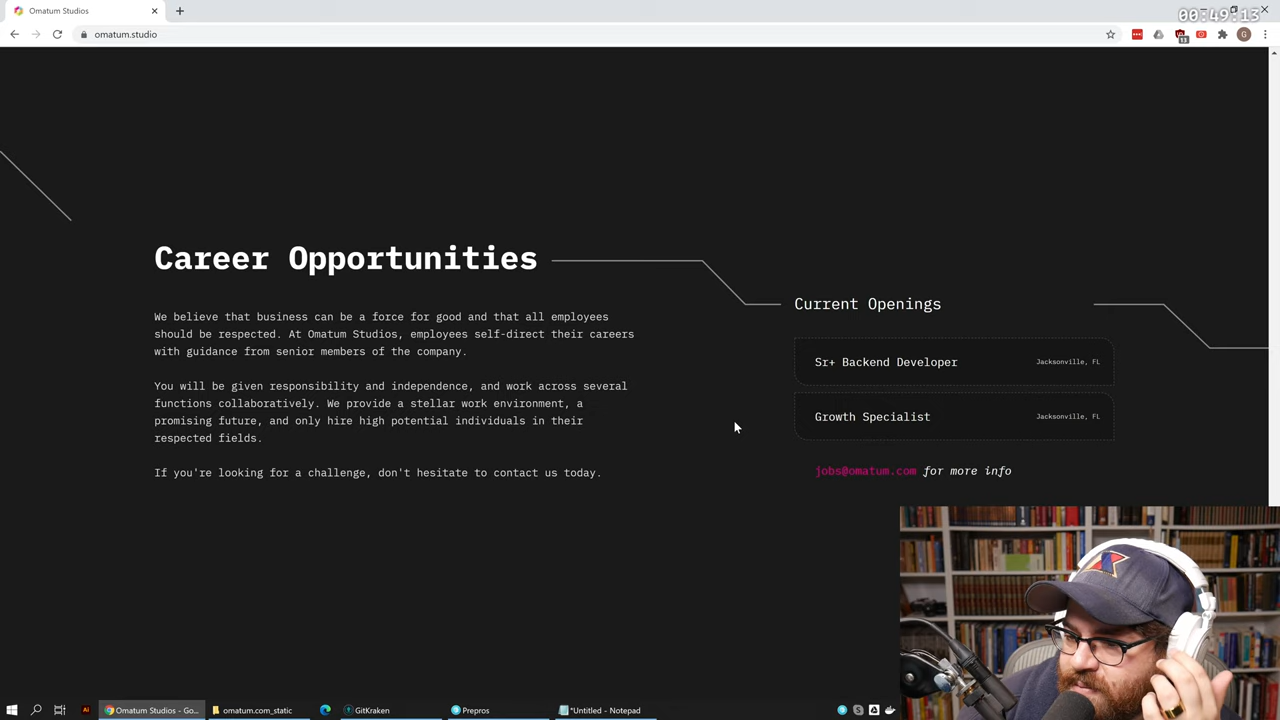 Omatum Studios
00:49:13
omatum.studio
G
13
Career Opportunities
We believe that business can be a force for good and that all employees
should be respected. At Omatum Studios, employees self-direct their careers
with guidance from senior members of the company.
You will be given responsibility and independence, and work across several
functions collaboratively. We provide a stellar work environment, a
promising future, and only hire high potential individuals in their
respected fields.
If you're looking for a challenge, don't hesitate to contact us today.
Current Openings
Sr+ Backend Developer
Jacksonville, FL
Growth Specialist
Jacksonville, FL
jobs@omatum.com for more info
Ai
Omatum Studios - Go...
omatum.com_static
GitKraken
Prepros
*Untitled - Notepad